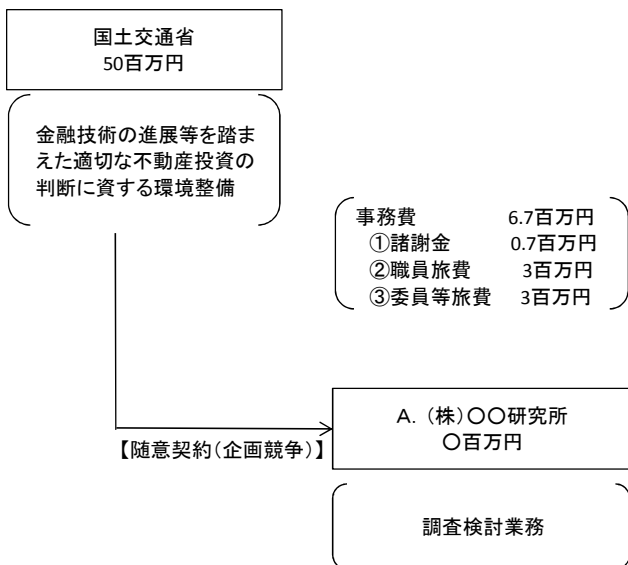 国土交通省
50百万円
金融技術の進展等を踏ま
えた適切な不動産投資の
判断に資する環境整備
事務費 6.7百万円
①諸謝金 0.7百万円
②職員旅費 3百万円
③委員等旅費 3百万円
【随意契約（企画競争）】
A．（株）〇〇研究所
〇百万円
調査検討業務